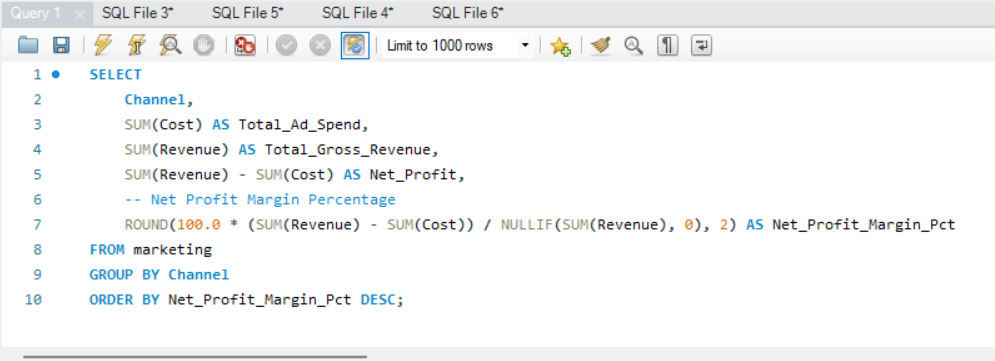 Query 1 SQL File 3* SQL File 5* SQL File 4* SQL File 6*
Limit to 1000 rows
1 SELECT
2 Channel,
3 SUM(Cost) AS Total_Ad_Spend,
4 SUM(Revenue) AS Total_Gross_Revenue,
5 SUM(Revenue) - SUM(Cost) AS Net_Profit,
6 -- Net Profit Margin Percentage
7 ROUND(100.0 * (SUM(Revenue) - SUM(Cost)) / NULLIF(SUM(Revenue), 0), 2) AS Net_Profit_Margin_Pct
8 FROM marketing
9 GROUP BY Channel
10 ORDER BY Net_Profit_Margin_Pct DESC;